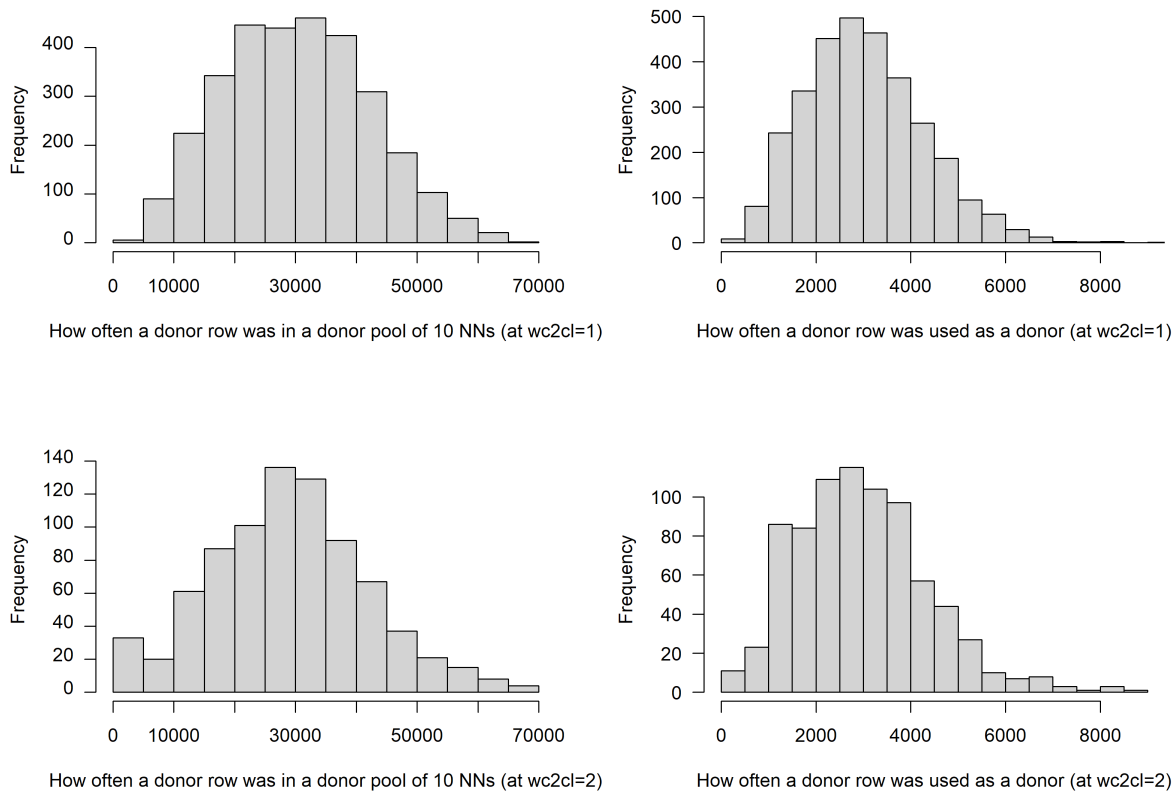 Frequency
400
300
200
100
0
0 10000 30000 50000 70000
How often a donor row was in a donor pool of 10 NNs (at wc2cl=1)
Frequency
500
400
300
200
100
0
0 2000 4000 6000 8000
How often a donor row was used as a donor (at wc2cl=1)
Frequency
140
120
100
80
60
40
20
0
0 10000 30000 50000 70000
How often a donor row was in a donor pool of 10 NNs (at wc2cl=2)
Frequency
100
80
60
40
20
0
0 2000 4000 6000 8000
How often a donor row was used as a donor (at wc2cl=2)